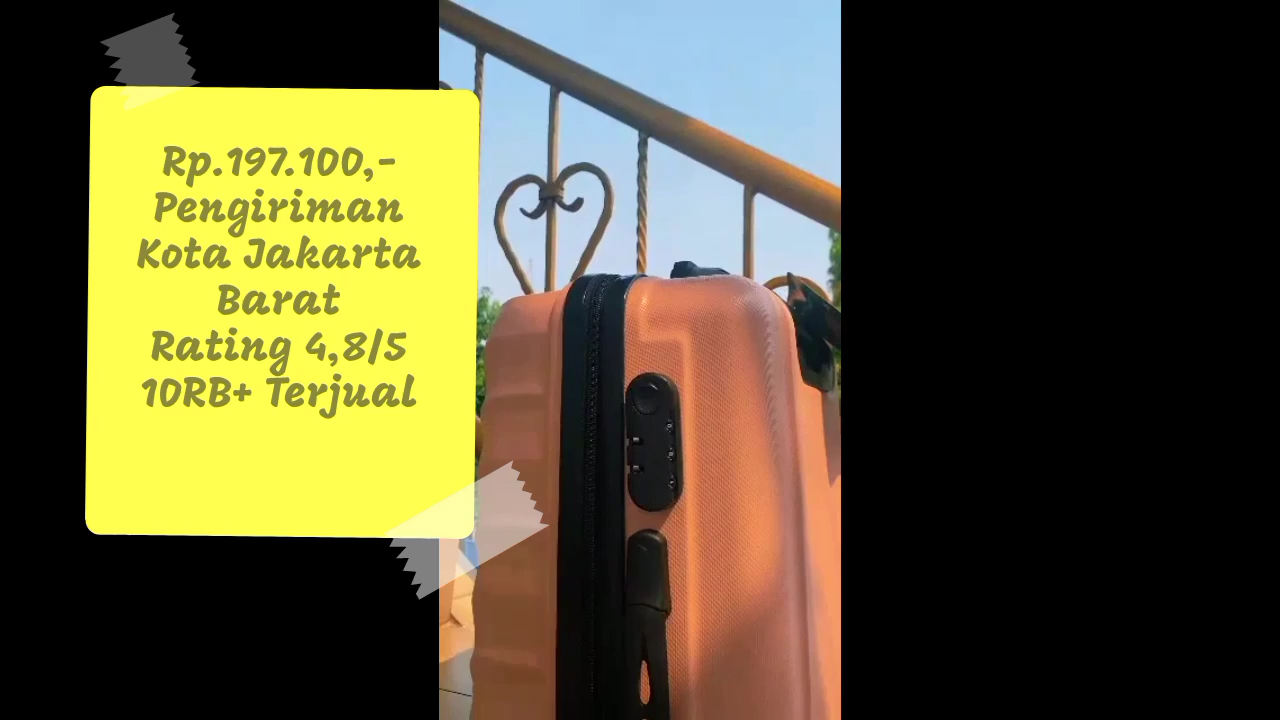 Rp.197.100,-
Pengiriman
Kota Jakarta
Barat
Rating 4,8/5
10RB+ Terjual